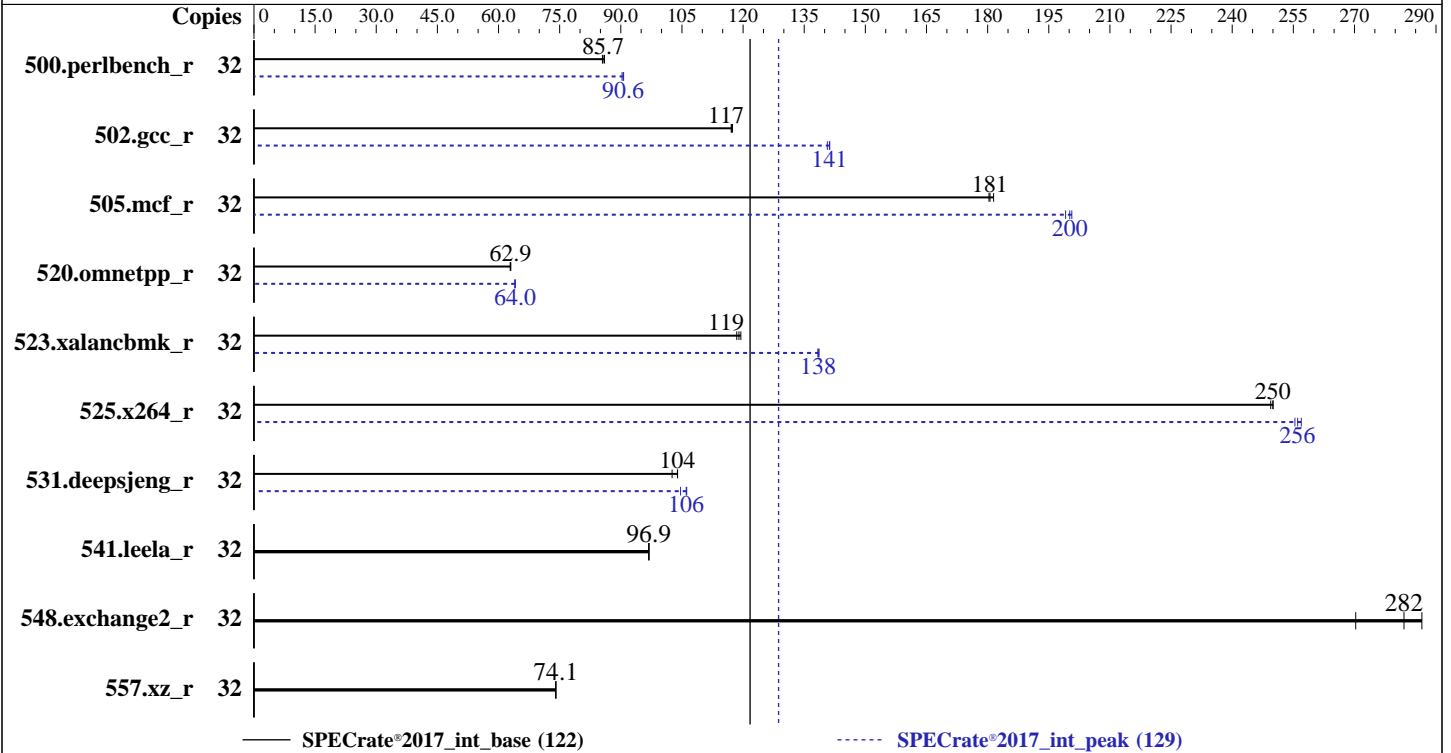 Copies 0 15.0 30.0 45.0 60.0 75.0 90.0 105 120 135 150 165 180 195 210 225 240 255 270 290
500.perlbench_r 32 85.7
90.6
502.gcc_r 32 117
141
505.mcf_r 32 181
200
520.omnetpp_r 32 62.9
64.0
523.xalancbmk_r 32 119
138
525.x264_r 32 250
256
531.deepsjeng_r 32 104
106
541.leela_r 32 96.9
548.exchange2_r 32 282
557.xz_r 32 74.1
SPECrate®2017_int_base (122) SPECrate®2017_int_peak (129)